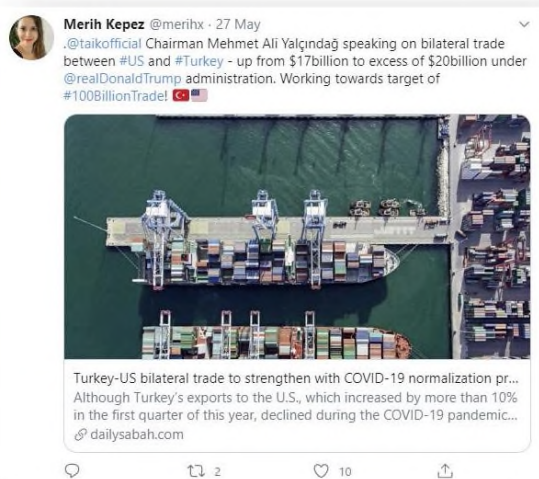 Merih Kepez @merihx · 27 May
.@taikofficial Chairman Mehmet Ali Yalçındağ speaking on bilateral trade
between #US and #Turkey - up from $17billion to excess of $20billion under
@realDonaldTrump administration. Working towards target of
#100BillionTrade! 🇹🇷🇺🇸
Turkey-US bilateral trade to strengthen with COVID-19 normalization pr...
Although Turkey's exports to the U.S., which increased by more than 10%
in the first quarter of this year, declined during the COVID-19 pandemic...
dailysabah.com
2 10